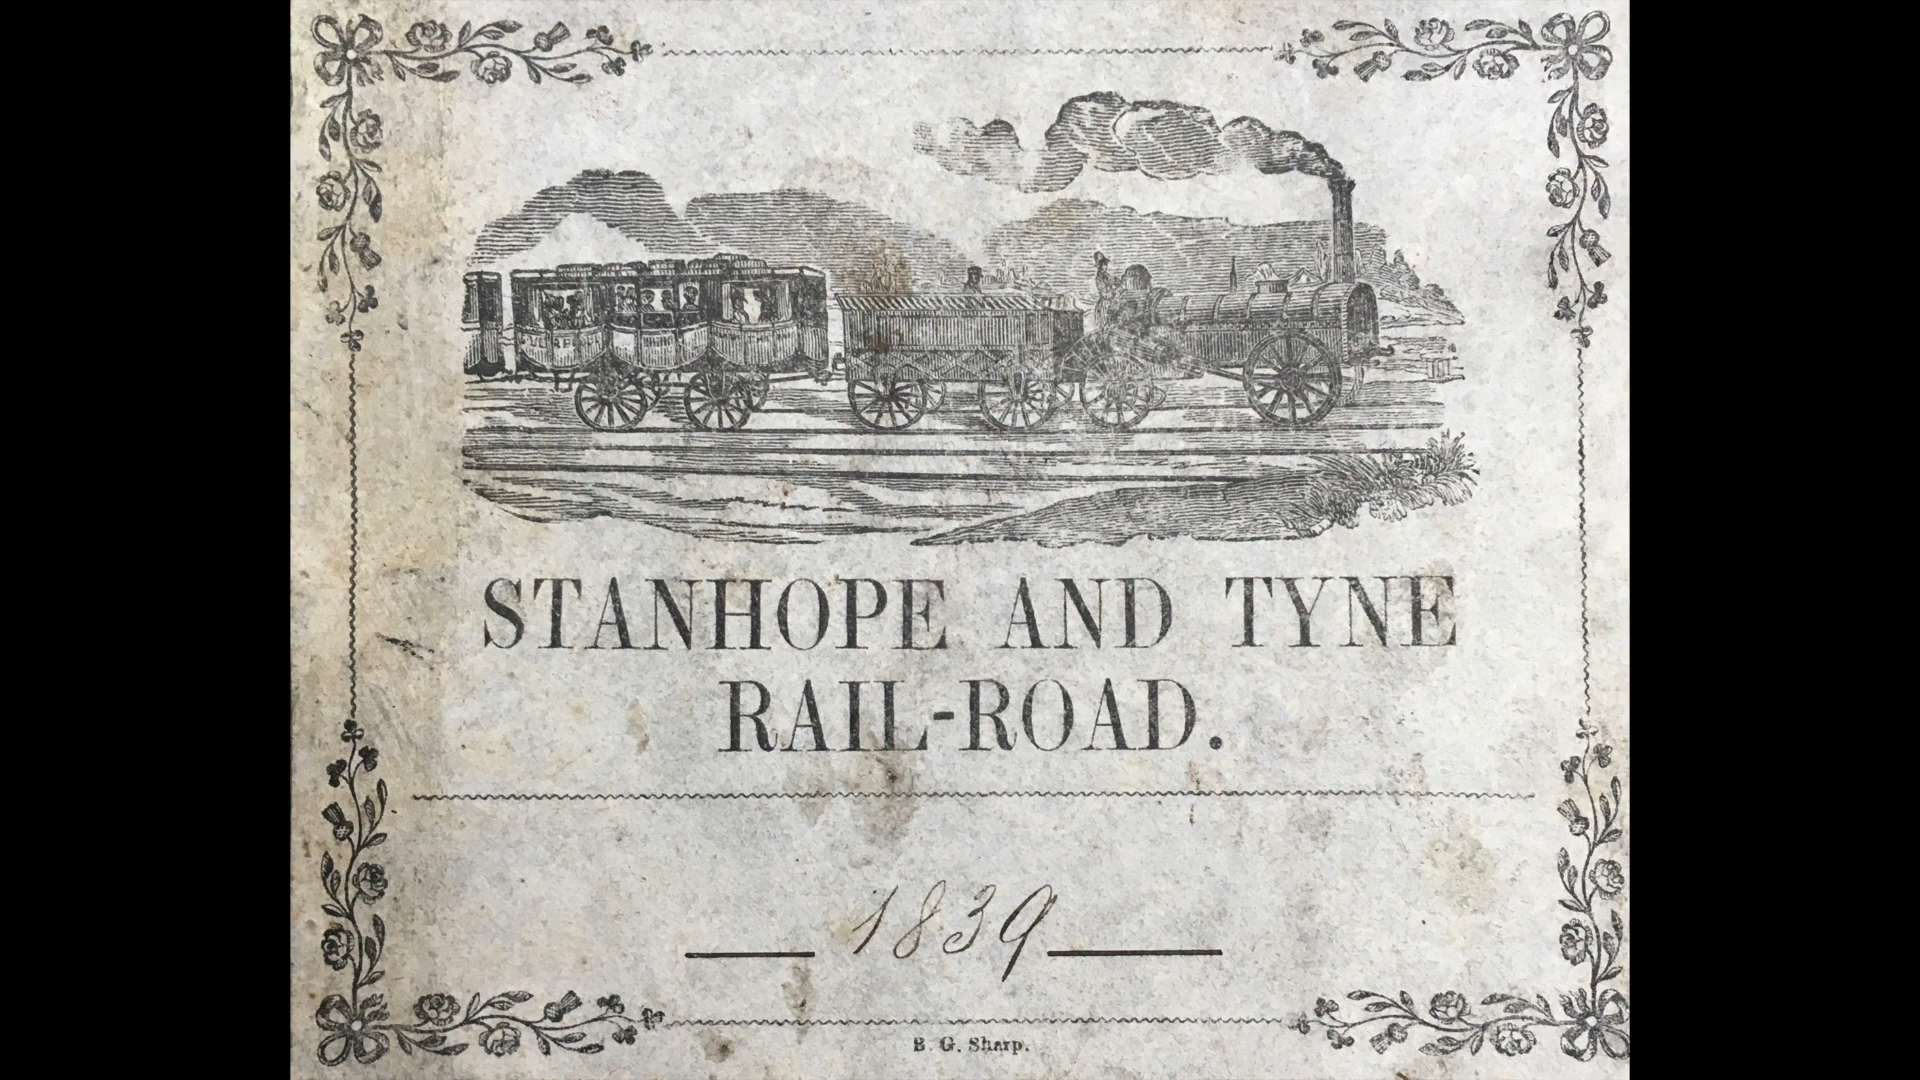 STANHOPE AND TYNE
RAIL-ROAD.
1839
B. G. Sharp.